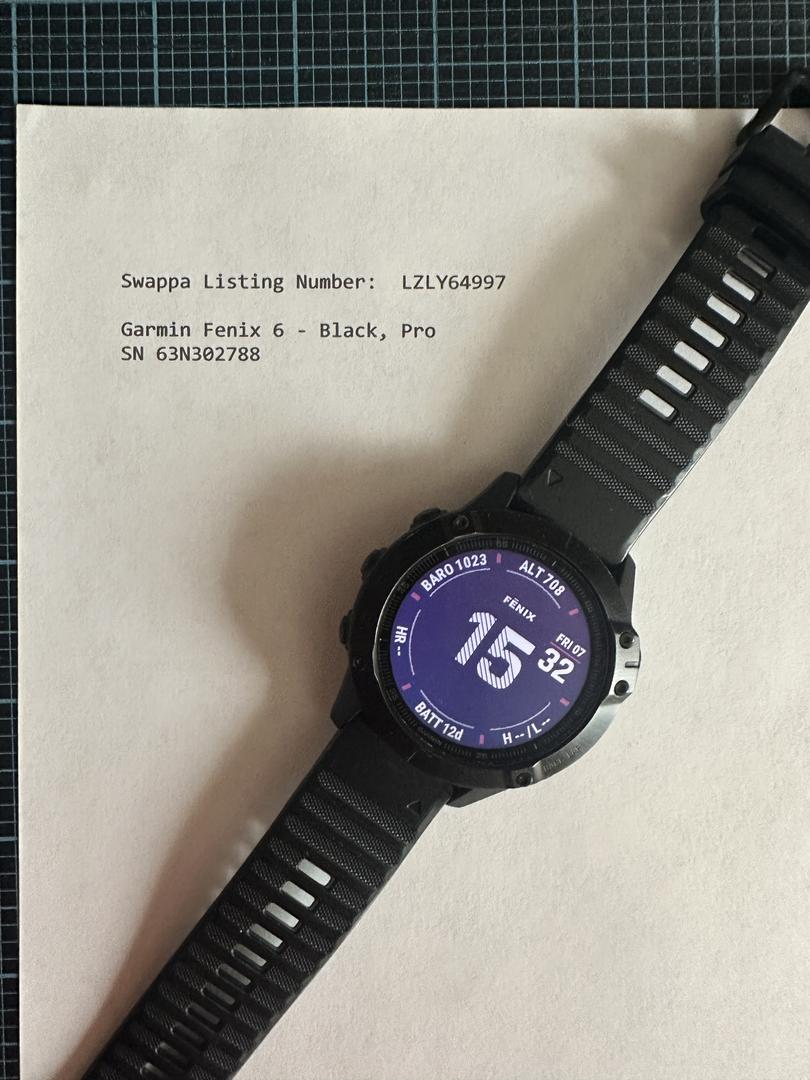 Swappa Listing Number: LZLY64997
Garmin Fenix 6 - Black, Pro
SN 63N302788
BARO 1023
ALT 708
FĒNIX
HR--
15
FRI 07
32
BATT 12d
H --/L--